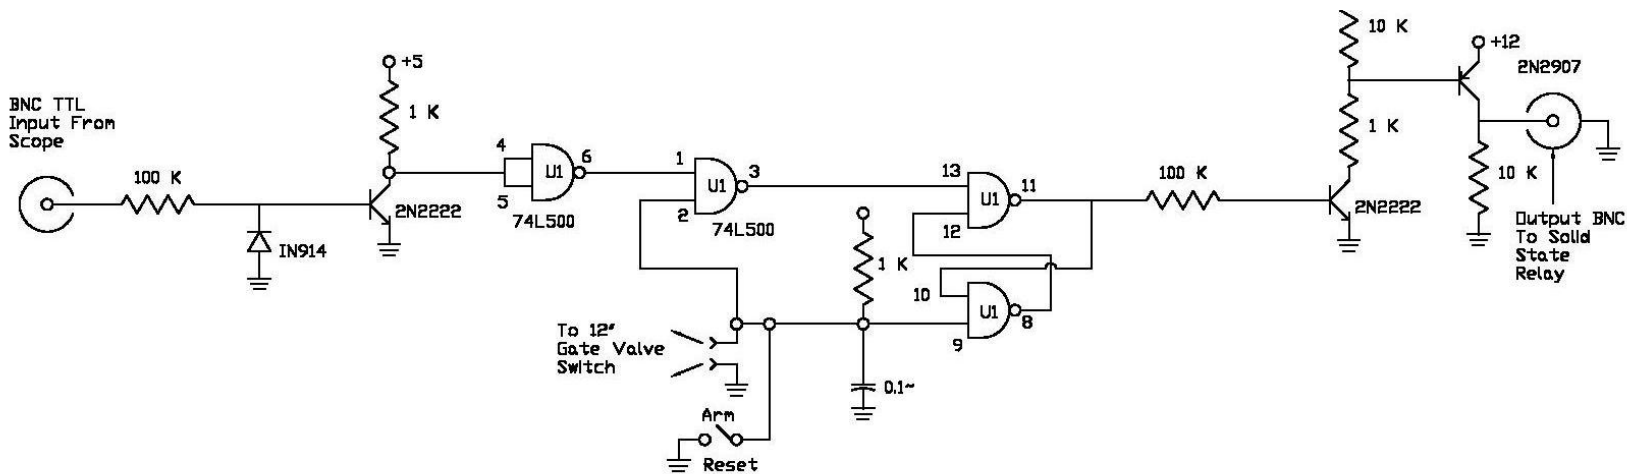 BNC TTL
Input From
Scope
100 K
IN914
+5
1 K
2N2222
4
5
U1
6
74L500
1
2
U1
3
74L500
To 12"
Gate Valve
Switch
Arm
Reset
1 K
0.1~
13
12
U1
11
10
9
U1
8
100 K
10 K
1 K
2N2222
+12
2N2907
10 K
Output BNC
To Solid
State
Relay